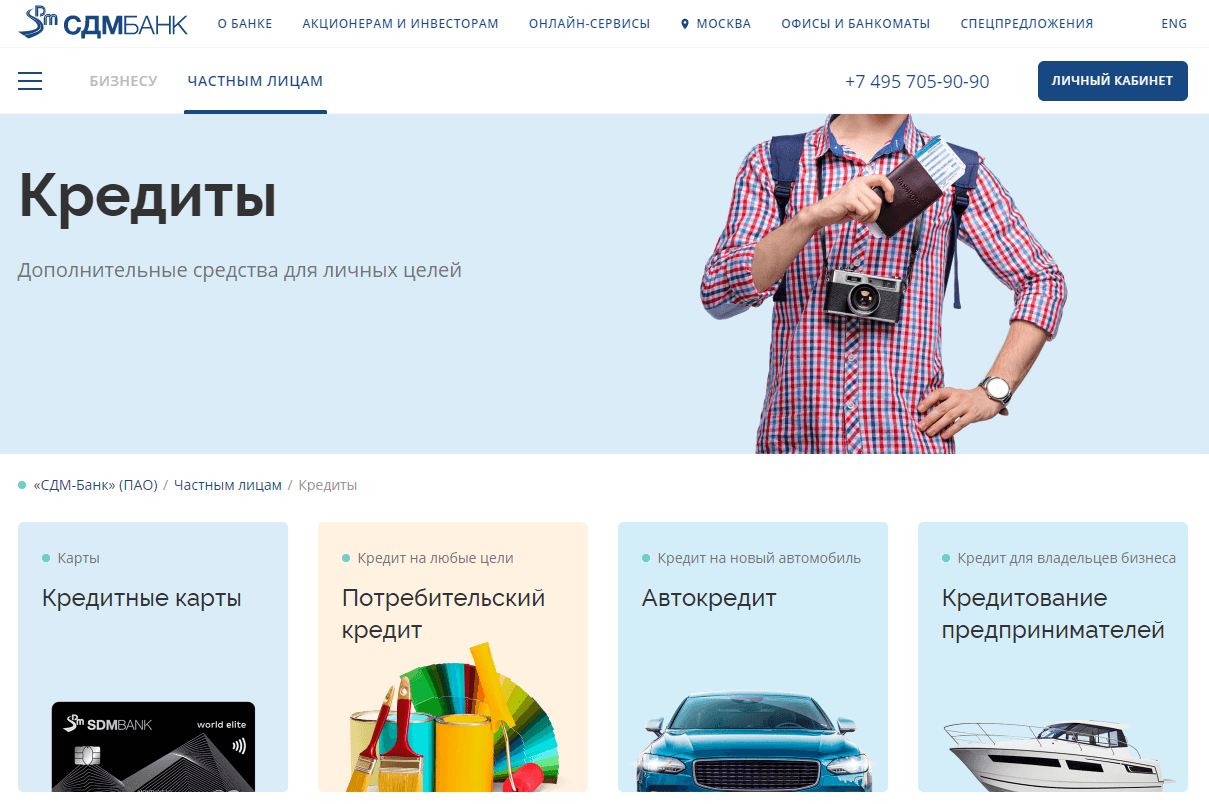 СДМБАНК
О БАНКЕ
АКЦИОНЕРАМ И ИНВЕСТОРАМ
ОНЛАЙН-СЕРВИСЫ
МОСКВА
ОФИСЫ И БАНКОМАТЫ
СПЕЦПРЕДЛОЖЕНИЯ
ENG
БИЗНЕСУ
ЧАСТНЫМ ЛИЦАМ
+7 495 705-90-90
ЛИЧНЫЙ КАБИНЕТ
Кредиты
Дополнительные средства для личных целей
«СДМ-Банк» (ПАО) / Частным лицам / Кредиты
Карты
Кредитные карты
SDMBANK
world elite
Кредит на любые цели
Потребительский
кредит
Кредит на новый автомобиль
Автокредит
Кредит для владельцев бизнеса
Кредитование
предпринимателей